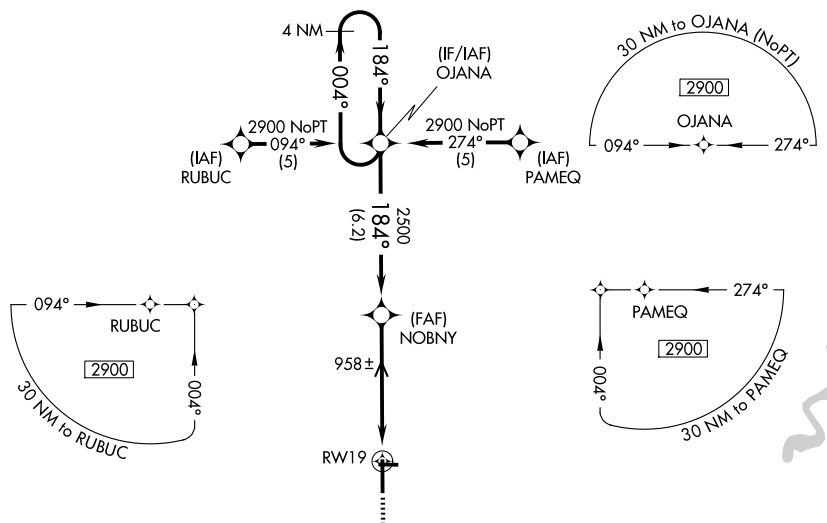 4 NM
004°
184°
(IF/IAF)
OJANA
2900 NoPT
094°
(5)
(IAF)
RUBUC
2900 NoPT
274°
(5)
(IAF)
PAMEQ
30 NM to OJANA (NoPT)
2900
OJANA
094°
274°
2500
184°
(6.2)
(FAF)
NOBNY
958±
RW19
094°
RUBUC
2900
004°
30 NM to RUBUC
274°
PAMEQ
2900
004°
30 NM to PAMEQ